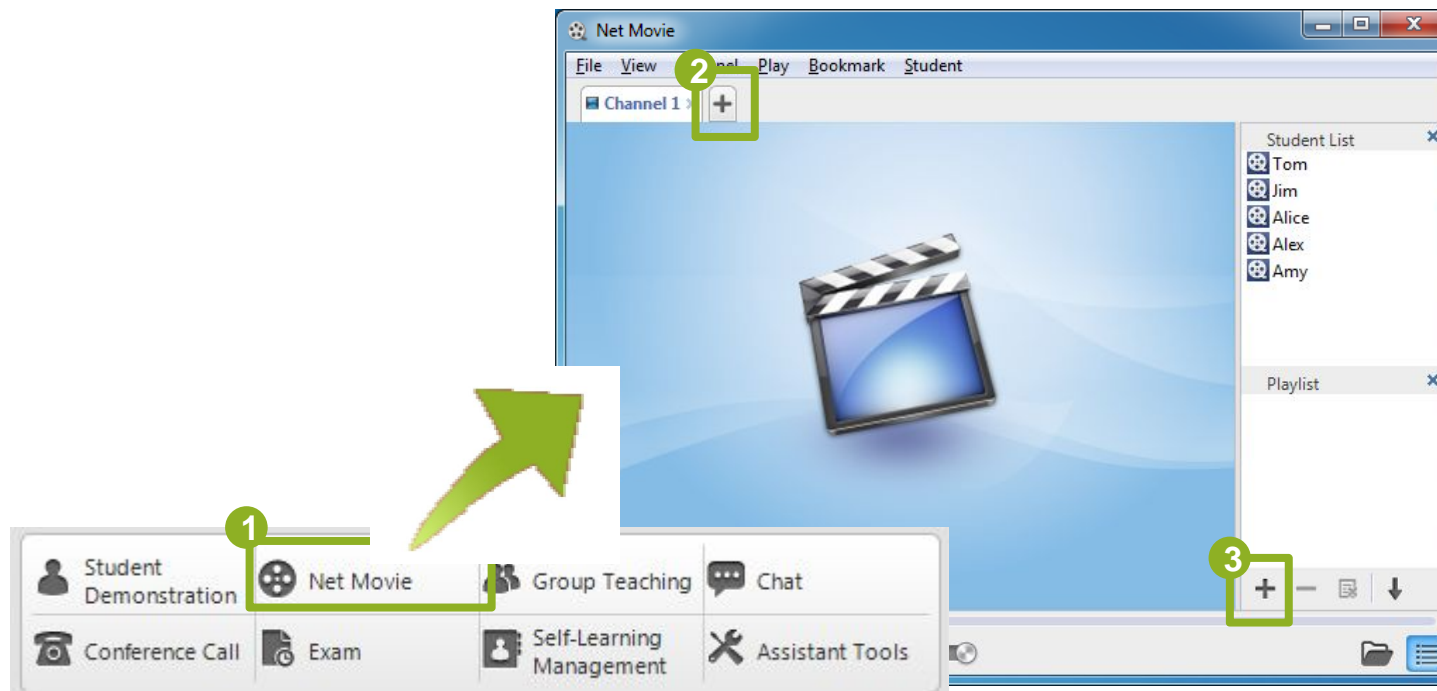 Net Movie
File View nnel Play Bookmark Student
2
Channel 1
Student List
Tom
Jim
Alice
Alex
Amy
Playlist
3
1
Student
Demonstration
Net Movie
Group Teaching
Chat
Conference Call
Exam
Self-Learning
Management
Assistant Tools